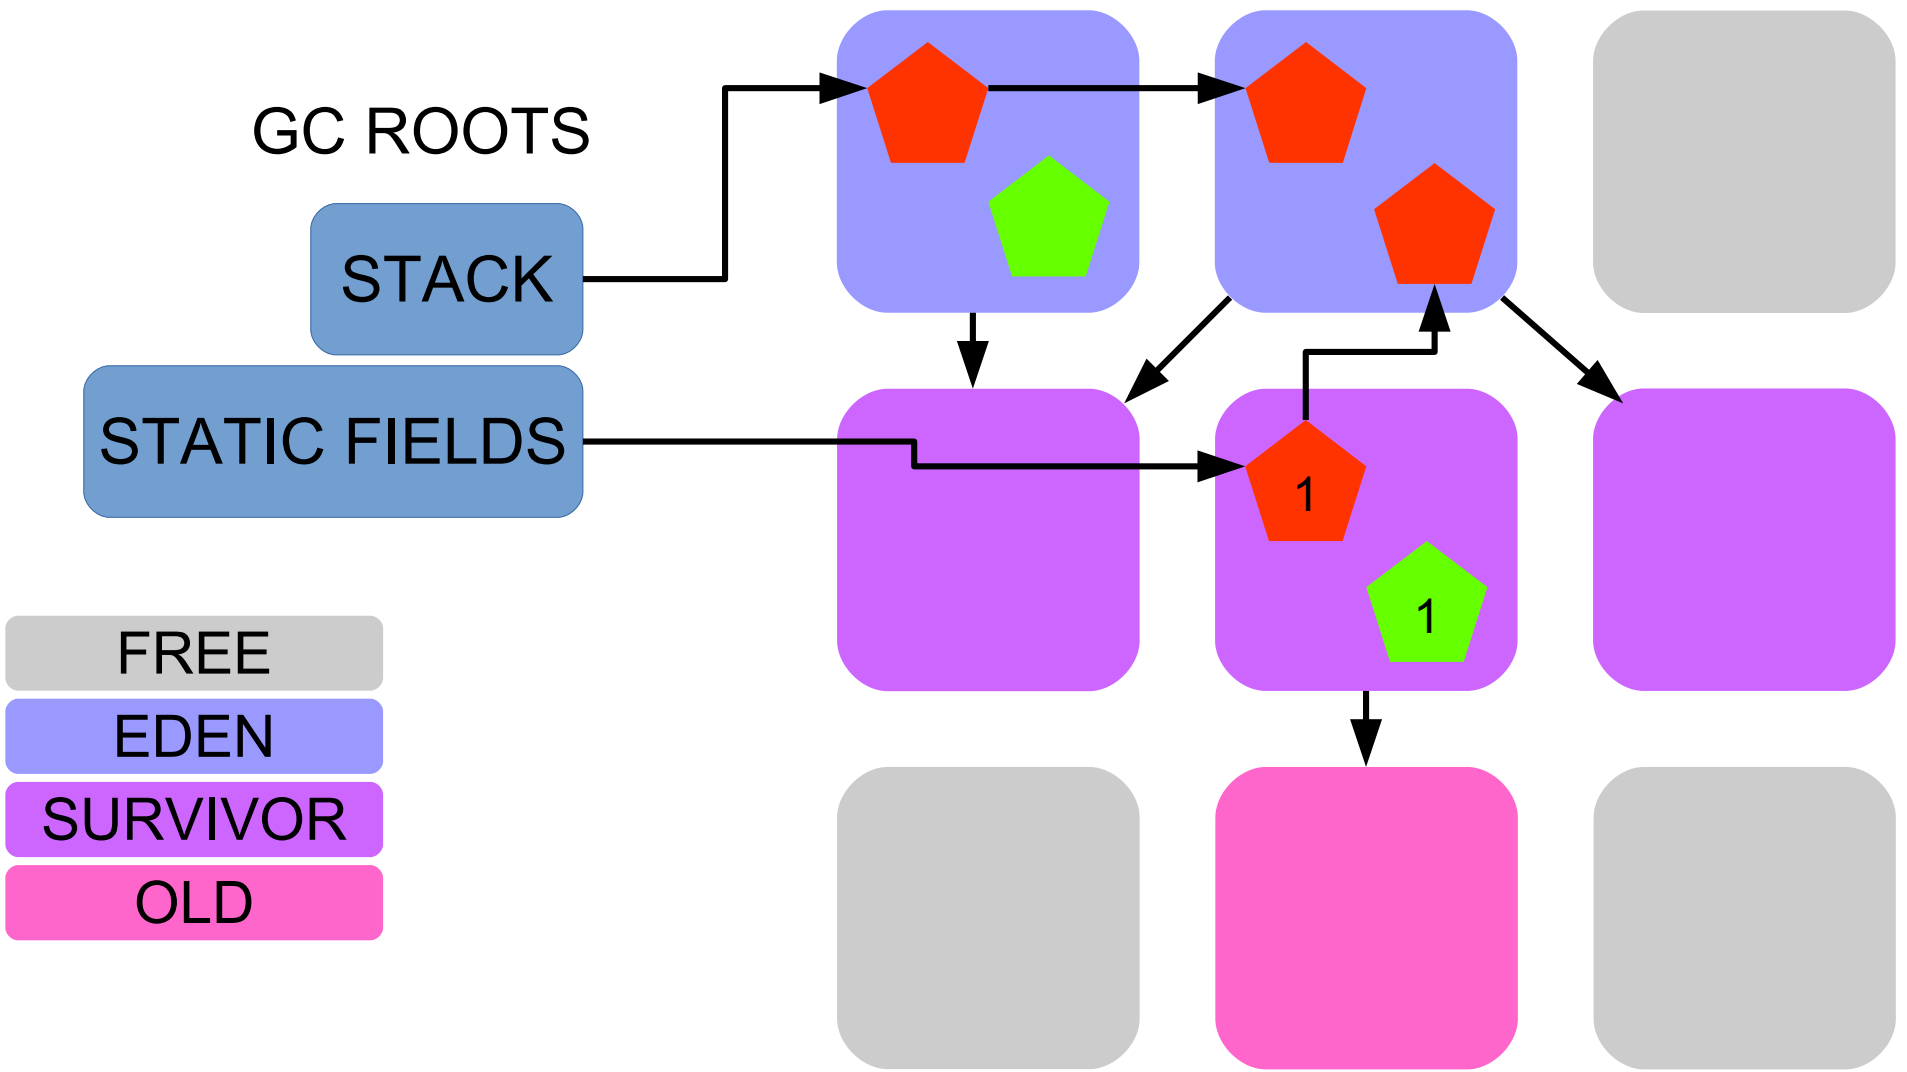 GC ROOTS
STACK
STATIC FIELDS
1
1
FREE
EDEN
SURVIVOR
OLD